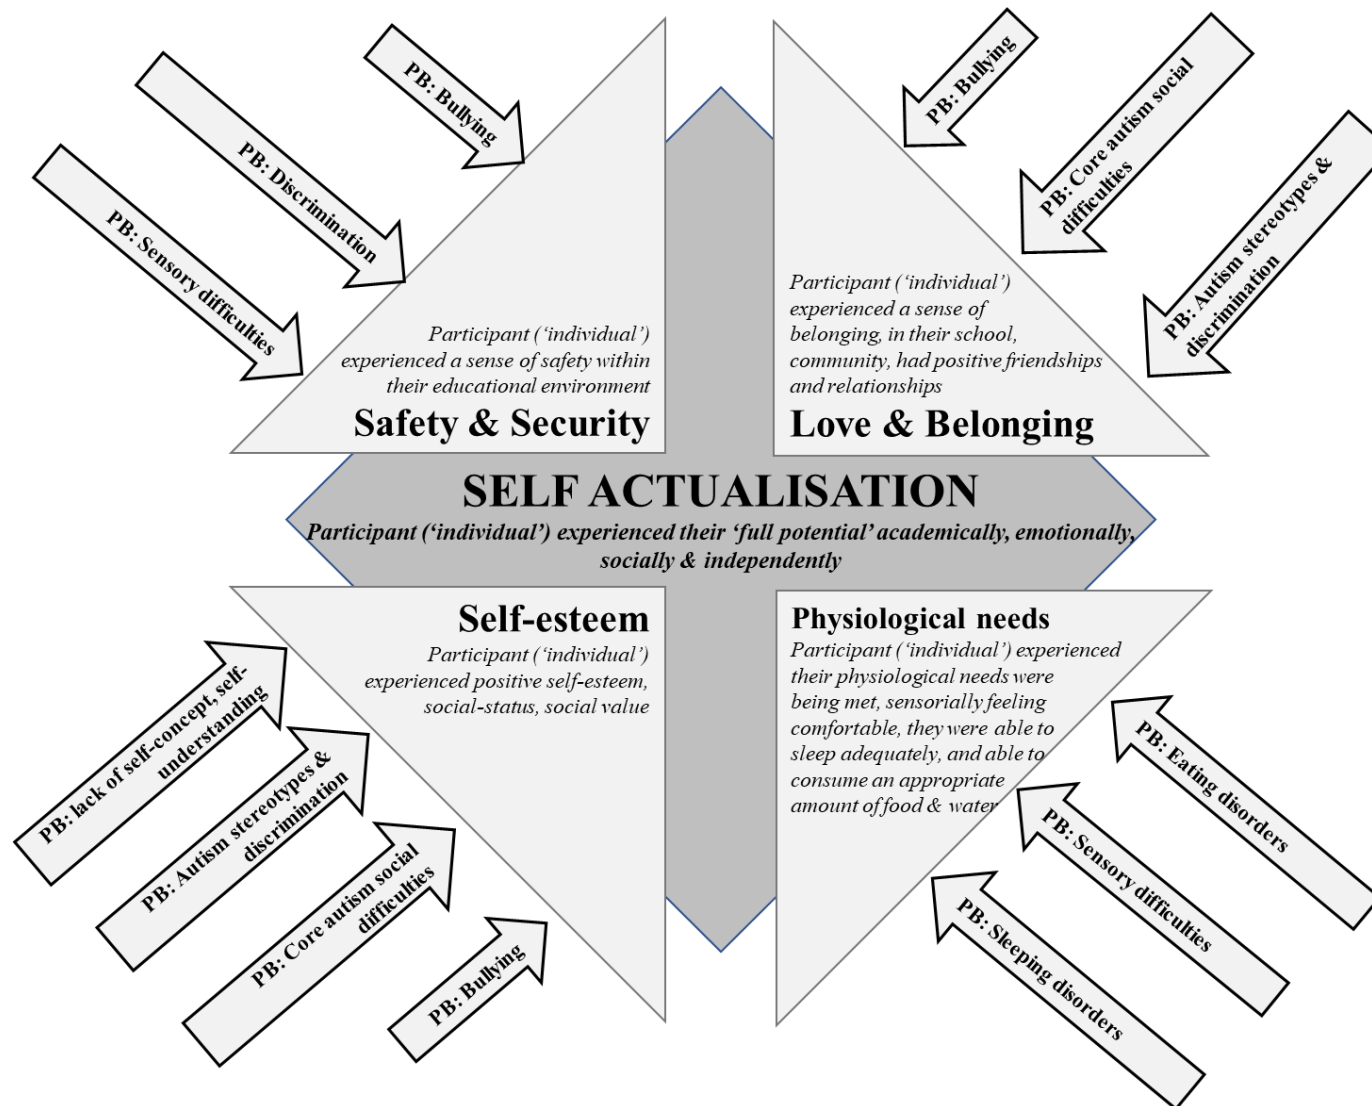 PB: Bullying
PB: Discrimination
PB: Sensory difficulties
Participant (‘individual’)
experienced a sense of safety within
their educational environment
Safety & Security
PB: Bullying
PB: Core autism social
difficulties
PB: Autism stereotypes &
discrimination
Participant (‘individual’)
experienced a sense of
belonging, in their school,
community, had positive friendships
and relationships
Love & Belonging
SELF ACTUALISATION
Participant (‘individual’) experienced their ‘full potential’ academically, emotionally,
socially & independently
Self-esteem
Participant (‘individual’)
experienced positive self-esteem,
social-status, social value
PB: lack of self-concept, self-
understanding
PB: Autism stereotypes &
discrimination
PB: Core autism social
difficulties
PB: Bullying
Physiological needs
Participant (‘individual’) experienced
their physiological needs were
being met, sensorially feeling
comfortable, they were able to
sleep adequately, and able to
consume an appropriate
amount of food & water
PB: Eating disorders
PB: Sensory difficulties
PB: Sleeping disorders